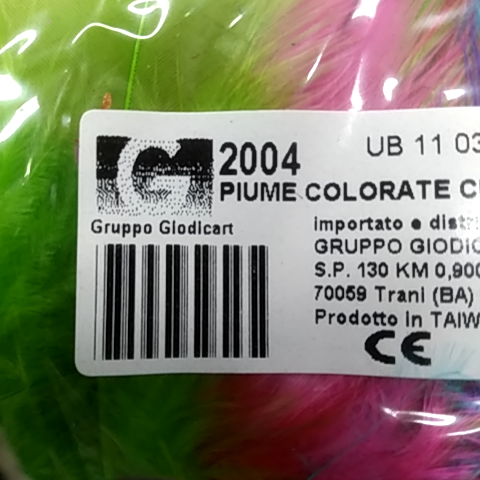 G
2004
UB 11 03
PIUME COLORATE
Gruppo Giodicart
importato e
GRUPPO
S.P. 130 KM 0,900
70059 Trani (BA)
Prodotto in
CE